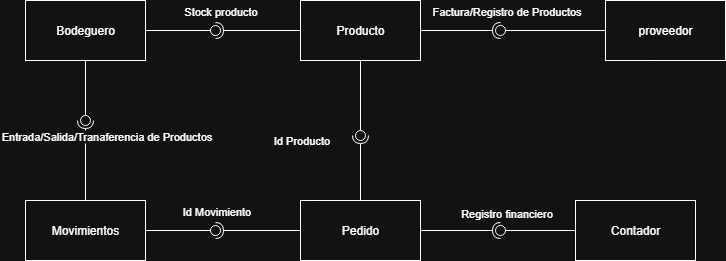 Stock producto
Factura/Registro de Productos
Bodeguero
Producto
proveedor
Entrada/Salida/Tranaferencia de Productos
Id Producto
Id Movimiento
Registro financiero
Movimientos
Pedido
Contador